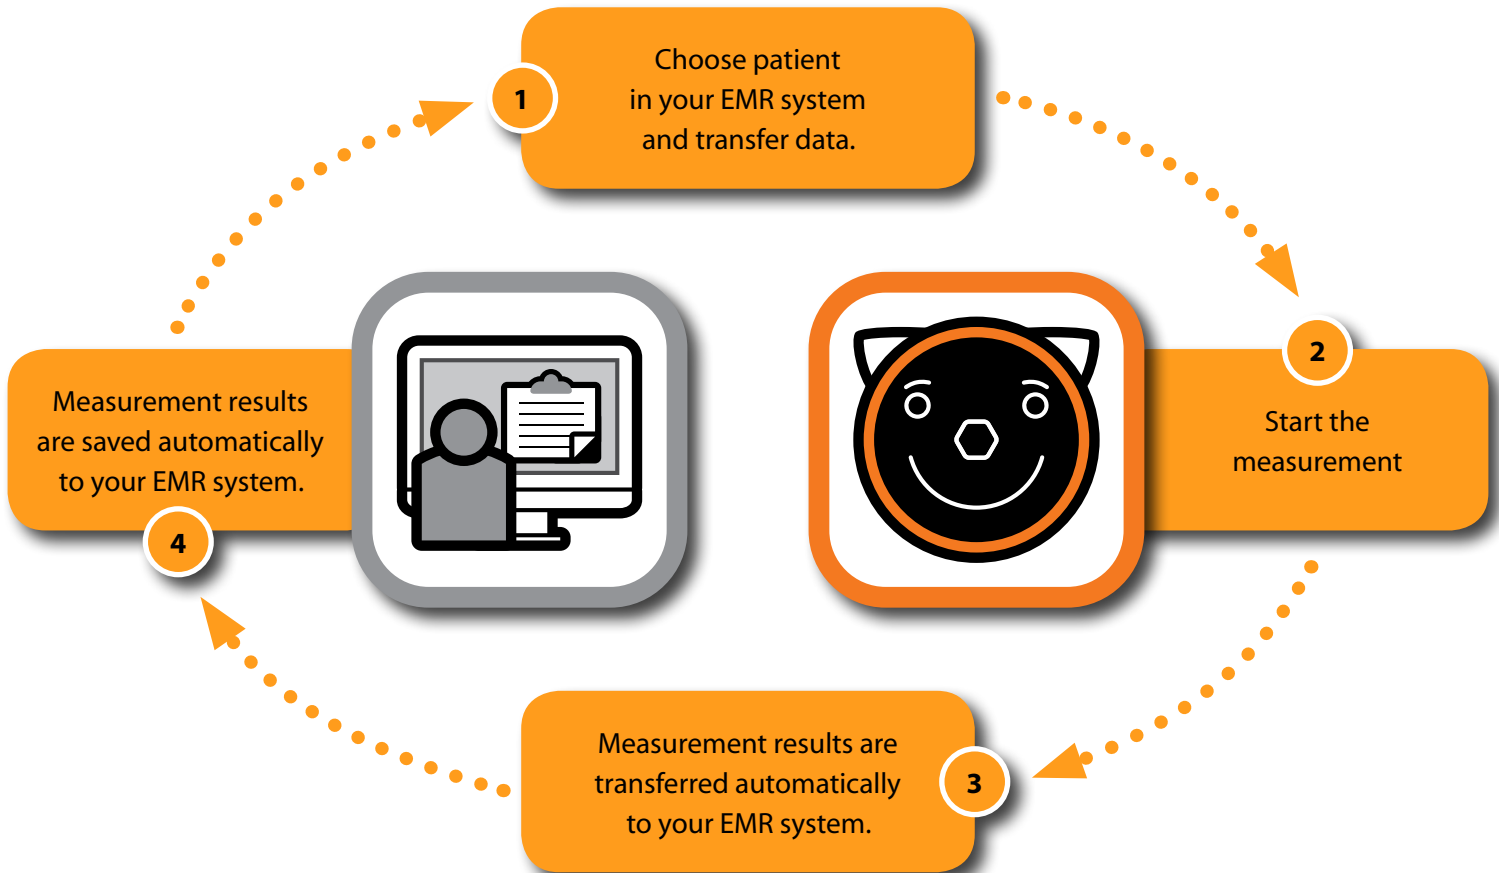 1
Choose patient
in your EMR system
and transfer data.
2
Start the
measurement
3
Measurement results are
transferred automatically
to your EMR system.
4
Measurement results
are saved automatically
to your EMR system.